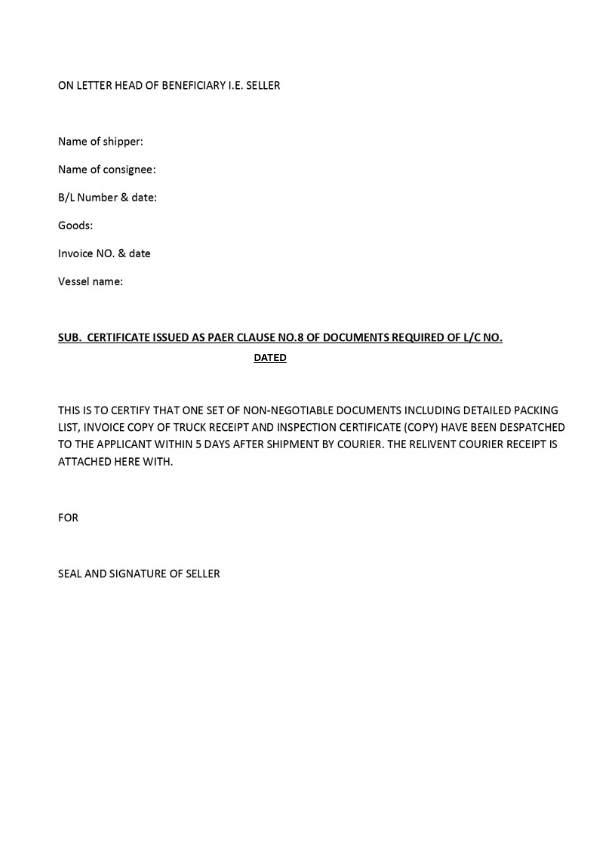 ON LETTER HEAD OF BENEFICIARY I.E. SELLER
Name of shipper:
Name of consignee:
B/L Number & date:
Goods:
Invoice NO. & date
Vessel name:
SUB.  CERTIFICATE ISSUED AS PAER CLAUSE NO.8 OF DOCUMENTS REQUIRED OF L/C NO.
DATED
THIS IS TO CERTIFY THAT ONE SET OF NON-NEGOTIABLE DOCUMENTS INCLUDING DETAILED PACKING
LIST, INVOICE COPY OF TRUCK RECEIPT AND INSPECTION CERTIFICATE (COPY) HAVE BEEN DESPATCHED
TO THE APPLICANT WITHIN 5 DAYS AFTER SHIPMENT BY COURIER. THE RELIVENT COURIER RECEIPT IS
ATTACHED HERE WITH.
FOR
SEAL AND SIGNATURE OF SELLER